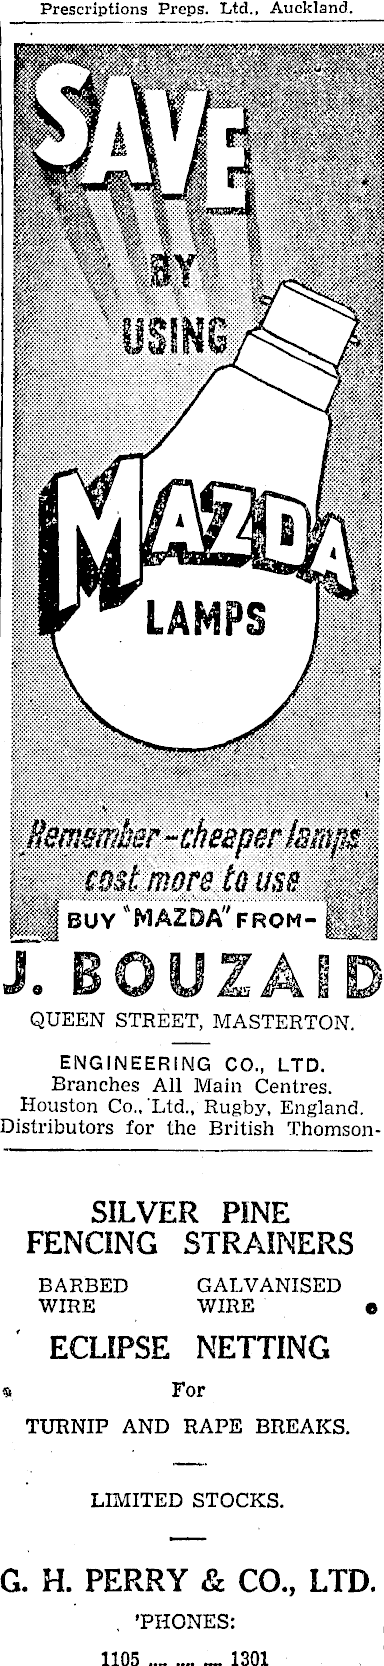 Prescriptions Preps. Ltd., Auckland.
SAVE
BY
USING
MAZDA
LAMPS
Remember-cheaper lamps
cost more to use
BUY "MAZDA" FROM-
J. BOUZAID
QUEEN STREET, MASTERTON.
ENGINEERING CO., LTD.
Branches All Main Centres.
Houston Co., Ltd., Rugby, England.
Distributors for the British Thomson-
SILVER PINE
FENCING STRAINERS
BARBED GALVANISED
WIRE WIRE
ECLIPSE NETTING
For
TURNIP AND RAPE BREAKS.
LIMITED STOCKS.
G. H. PERRY & CO., LTD.
'PHONES:
1105 .... .... .... 1301